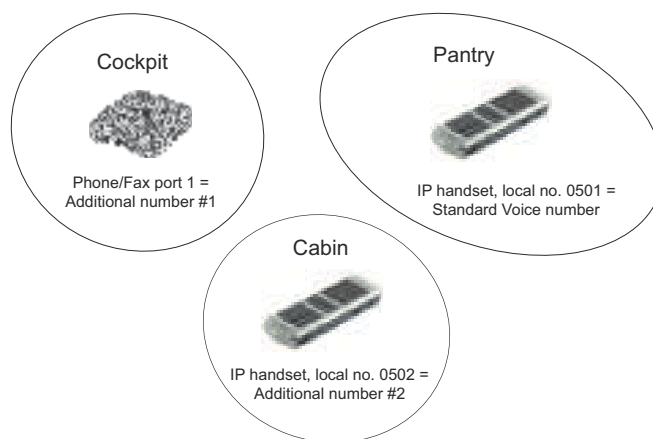 Cockpit
Phone/Fax port 1 =
Additional number #1
Pantry
IP handset, local no. 0501 =
Standard Voice number
Cabin
IP handset, local no. 0502 =
Additional number #2